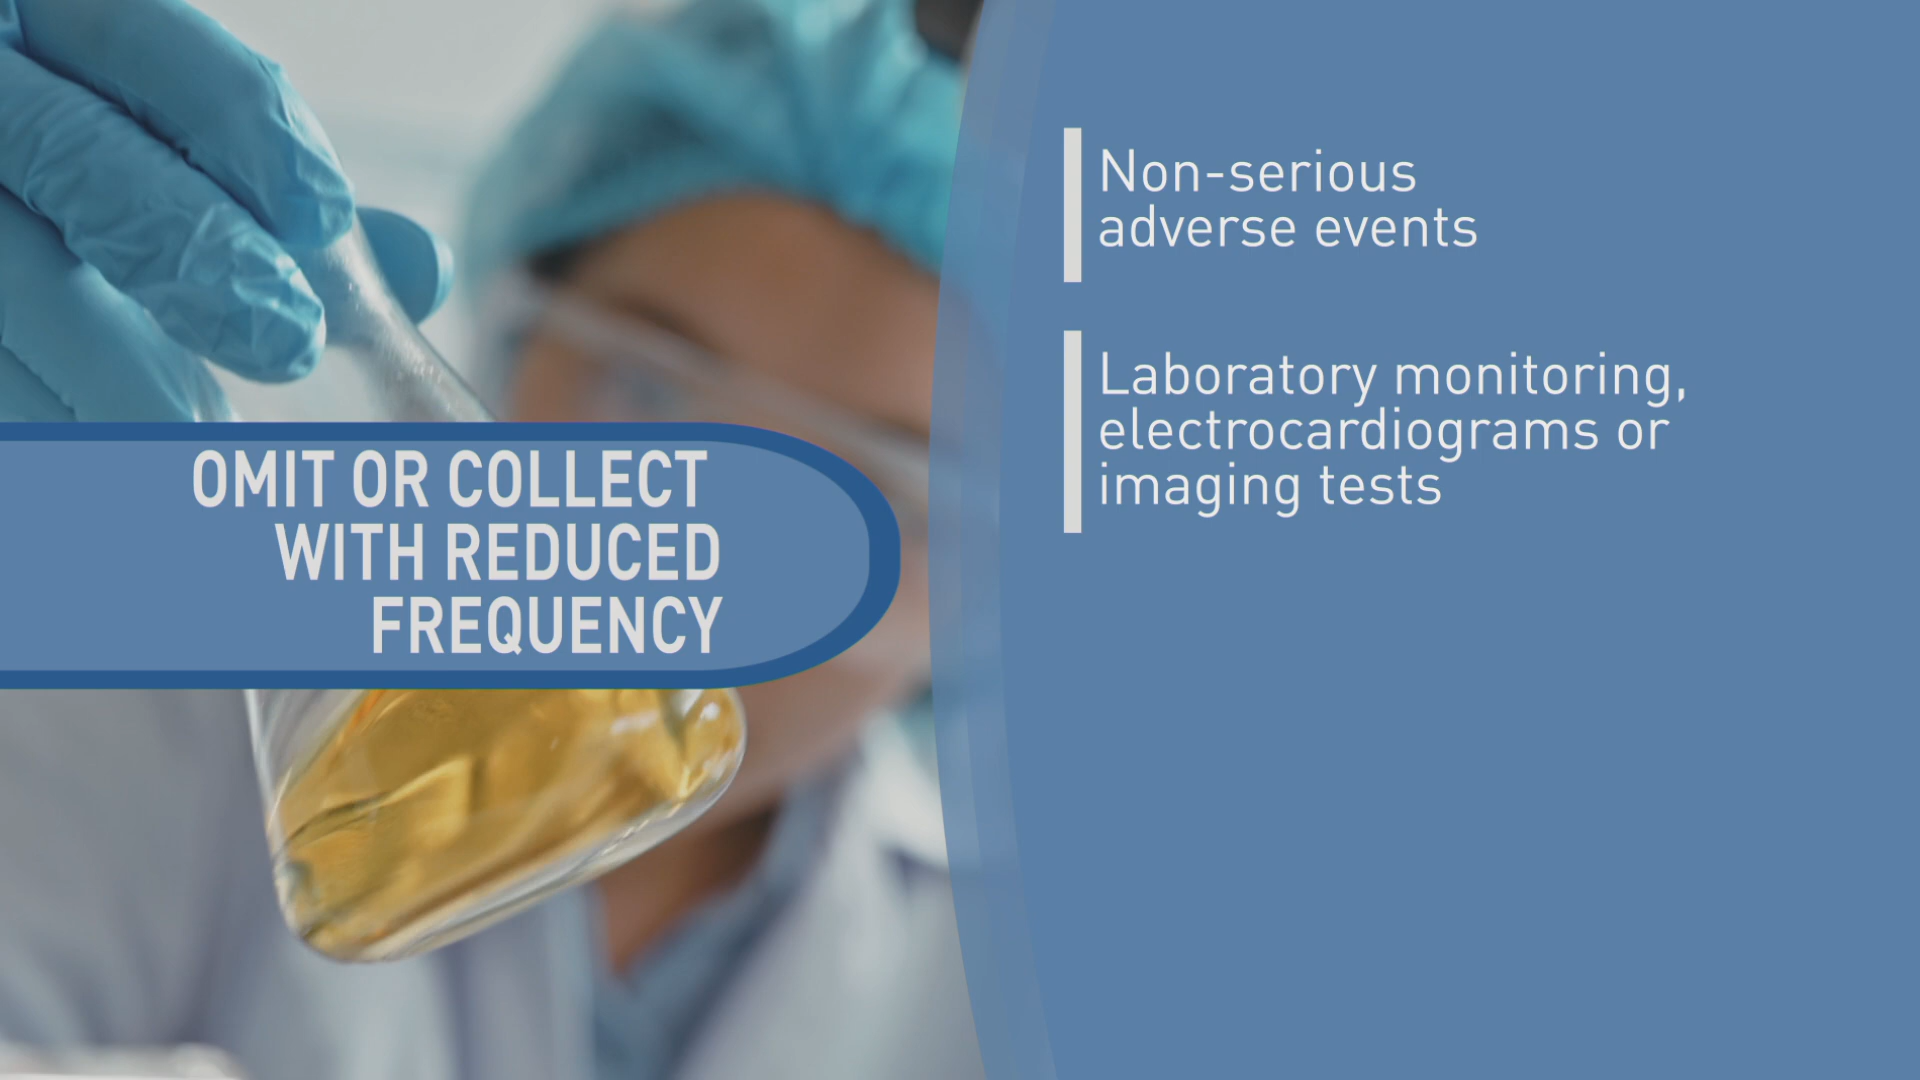 OMIT OR COLLECT
WITH REDUCED
FREQUENCY
Non-serious
adverse events
Laboratory monitoring,
electrocardiograms or
imaging tests